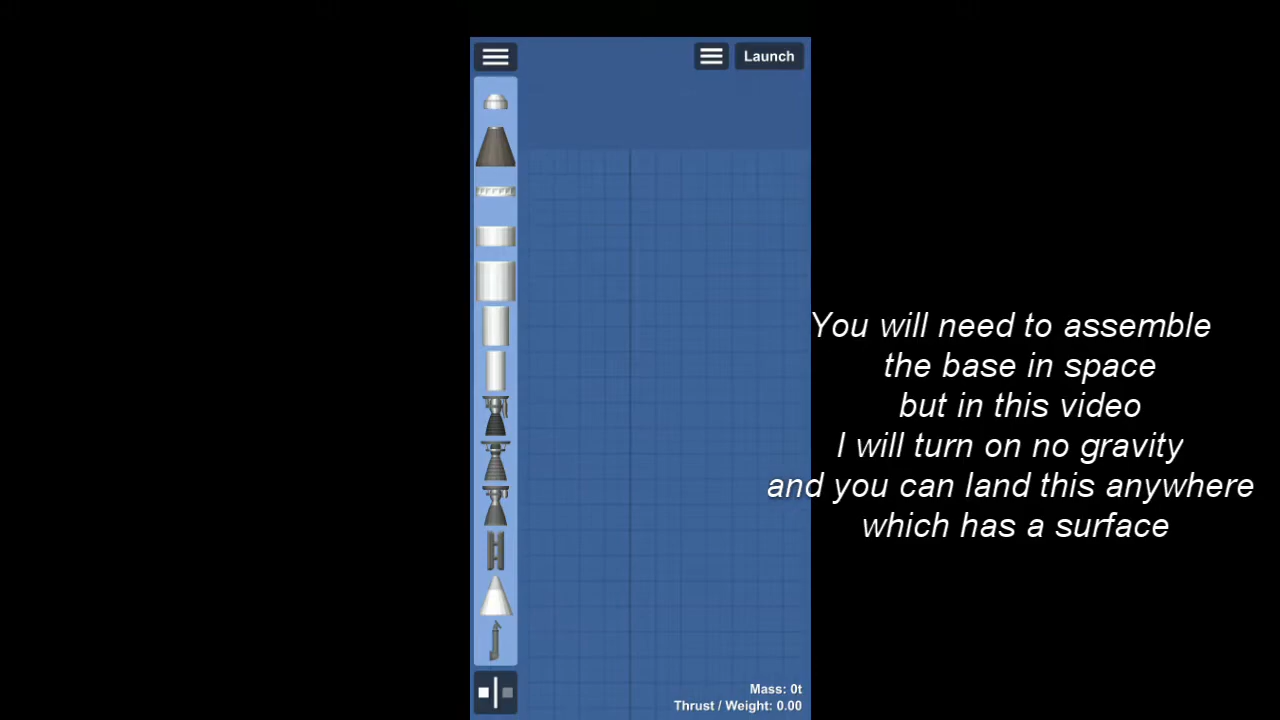 Launch
You will need to assemble
the base in space
but in this video
I will turn on no gravity
and you can land this anywhere
which has a surface
Mass: 0t
Thrust / Weight: 0.00